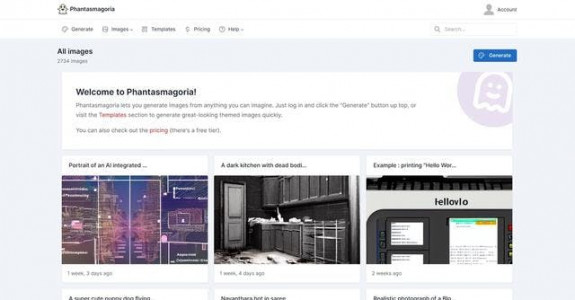 Phantasmagoria
Account
Generate
Images
Templates
Pricing
Help
Search...
All images
2734 images
Generate
Welcome to Phantasmagoria!
Phantasmagoria lets you generate images from anything you can imagine. Just log in and click the "Generate" button up top, or
visit the Templates section to generate great-looking themed images quickly.
You can also check out the pricing (there's a free tier).
Portrait of an AI-integrated ...
A dark kitchen with dead bodi...
Example : printing "Hello Wor...
Hellovlo
1 week, 3 days ago
1 week, 4 days ago
2 weeks ago
A super cute puppy dog fixing
Nayanthara hot in saree
Realistic photograph of a Big